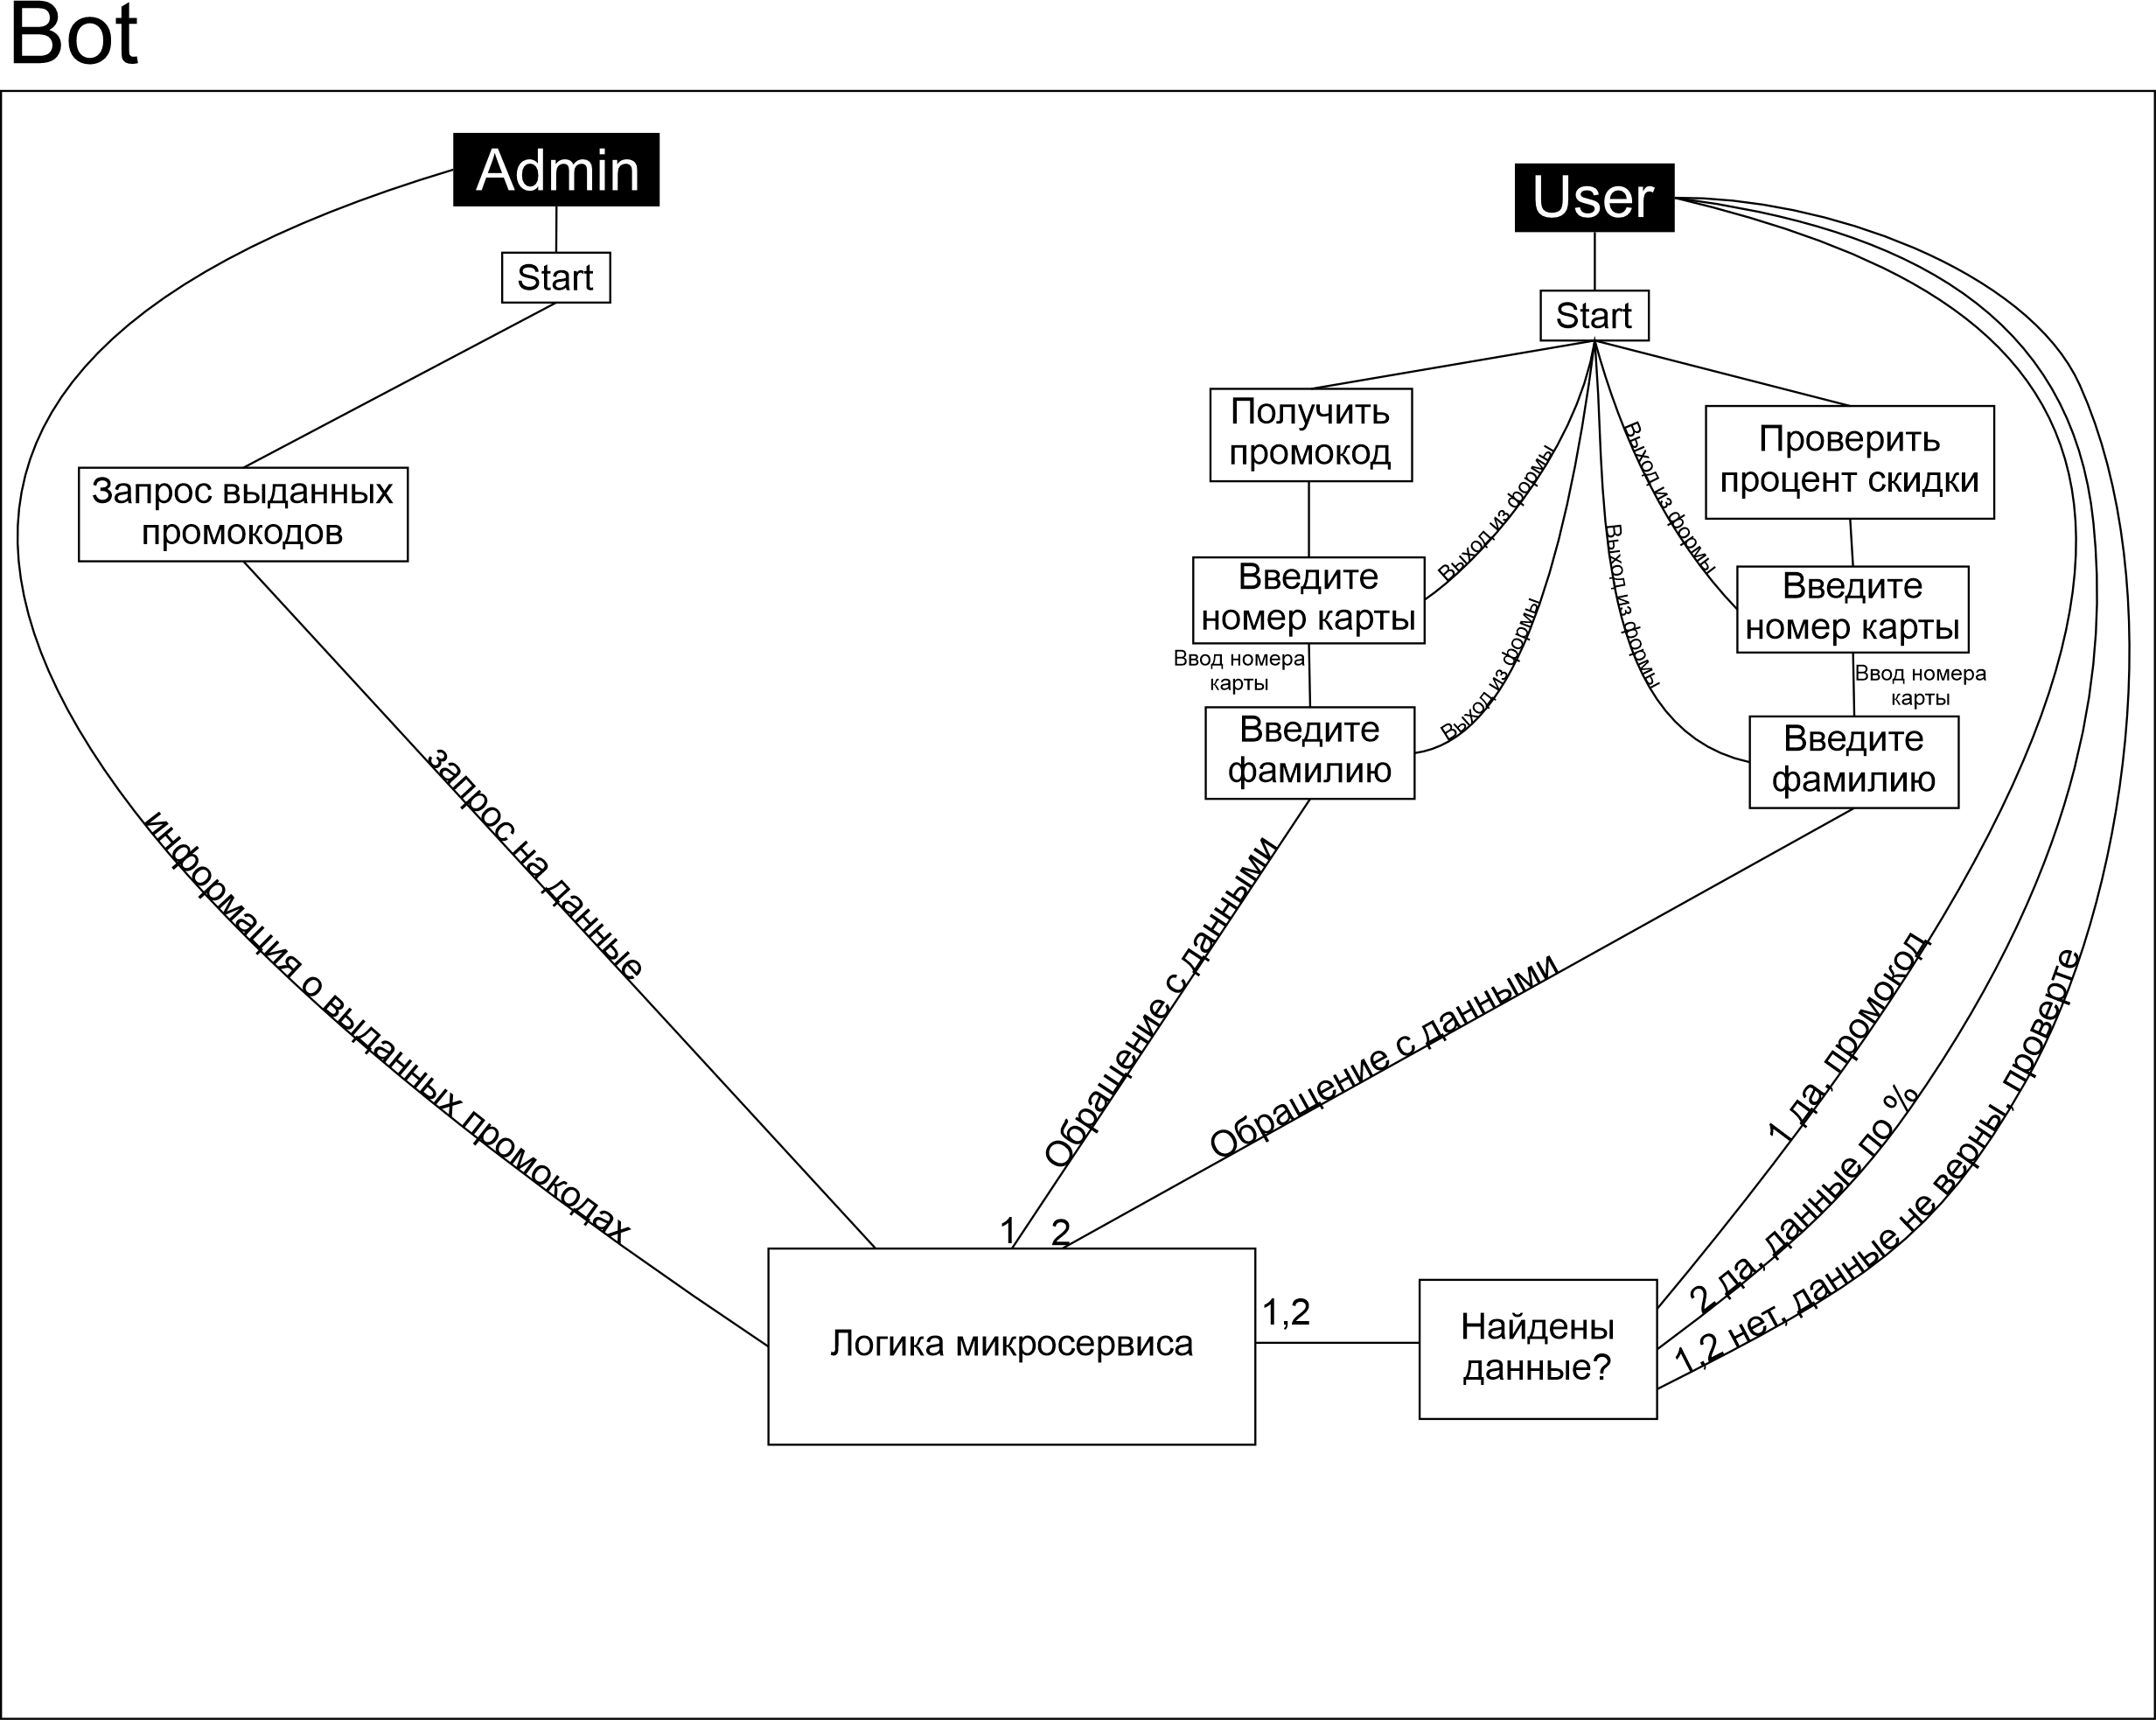 Bot
Admin
User
Start
Start
Получить
промокод
Проверить
процент скидки
Запрос выданных
промокодов
Выход из формы
Выход из формы
Выход из формы
Выход из формы
Введите
номер карты
Введите
номер карты
Ввод номера
карты
Ввод номера
карты
Введите
фамилию
Введите
фамилию
запрос на данные
информация о выданных промокодах
Обращение с данными
Обращение с данными
1 да, промокод
2 да, данные по %
1,2 нет, данные не верны, проверте
1
2
1,2
Логика микросервиса
Найдены
данные?